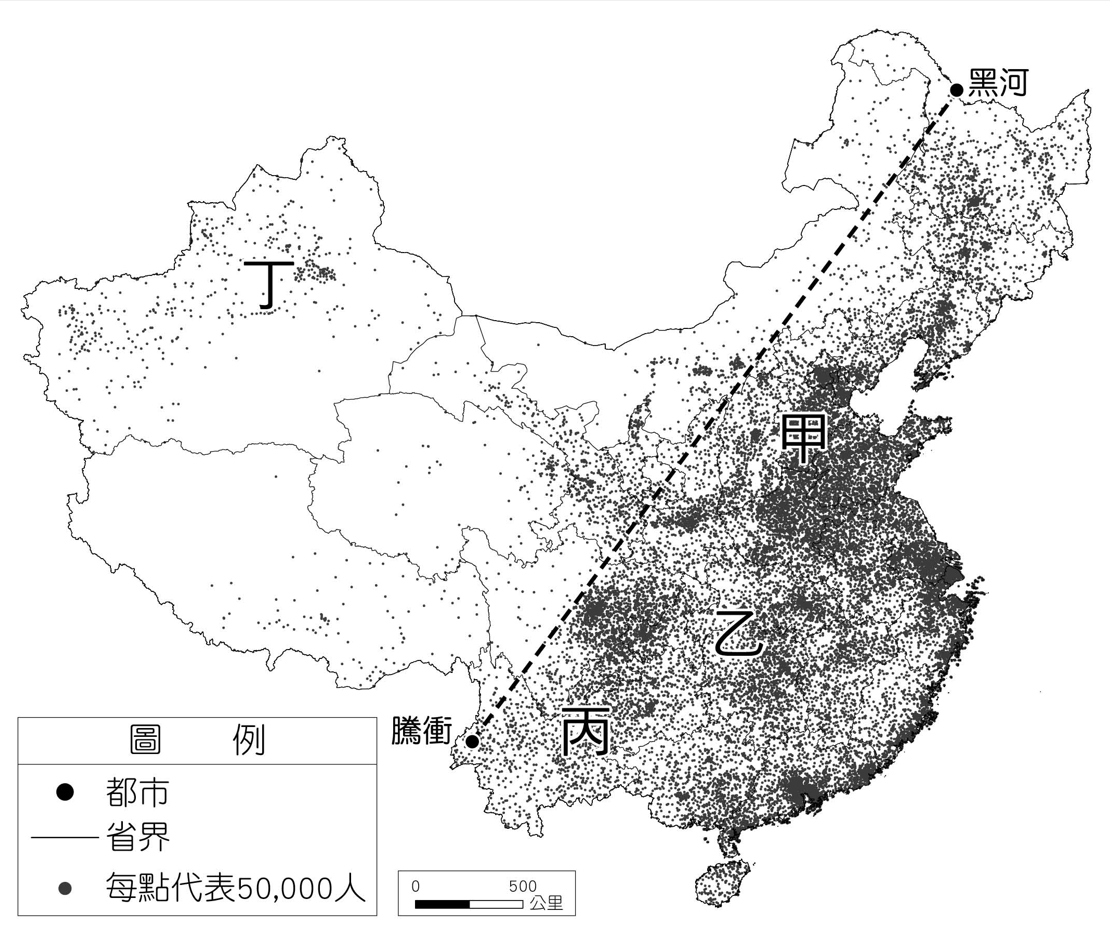 黑河
丁
甲
乙
丙
騰衝
圖 例
都市
省界
每點代表50,000人
0 500
公里